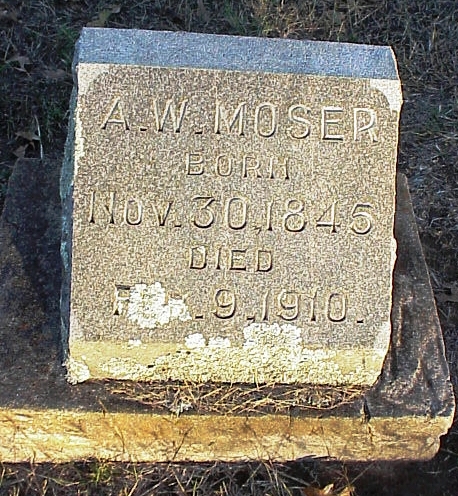 A.W. MOSER
BORN
NOV. 30, 1845
DIED
9. 1910.